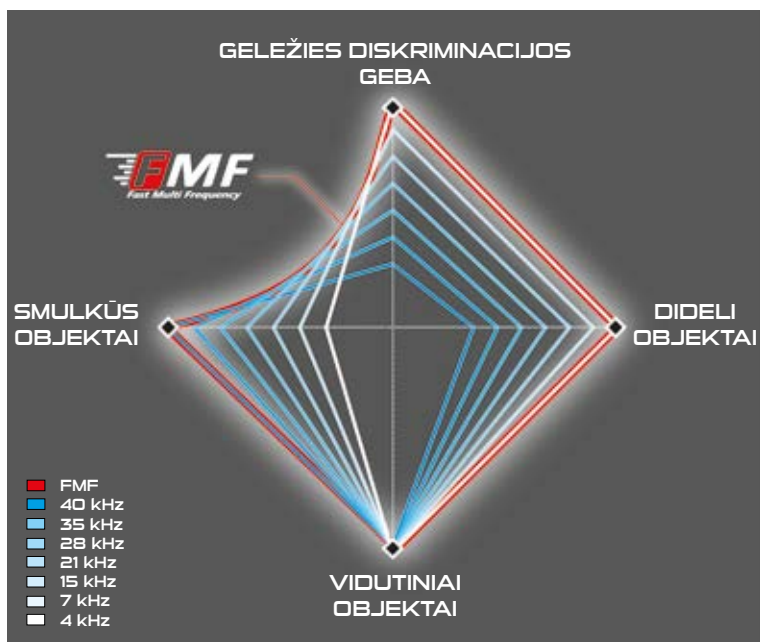 GELEŽIES DISKRIMINACIJOS
GEBA
FMF
Fast Multi Frequency
SMULKŪS
OBJEKTAI
DIDELI
OBJEKTAI
FMF
40 kHz
35 kHz
28 kHz
21 kHz
15 kHz
7 kHz
4 kHz
VIDUTINIAI
OBJEKTAI